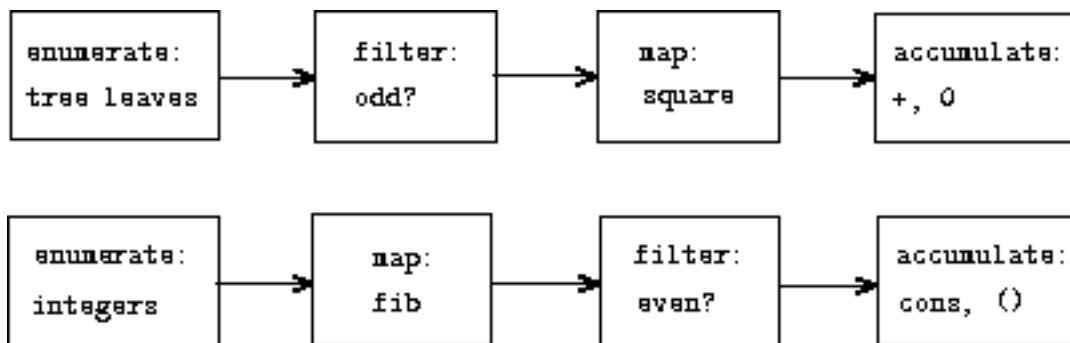 enumerate:
tree leaves
filter:
odd?
map:
square
accumulate:
+, 0
enumerate:
integers
map:
fib
filter:
even?
accumulate:
cons, ()